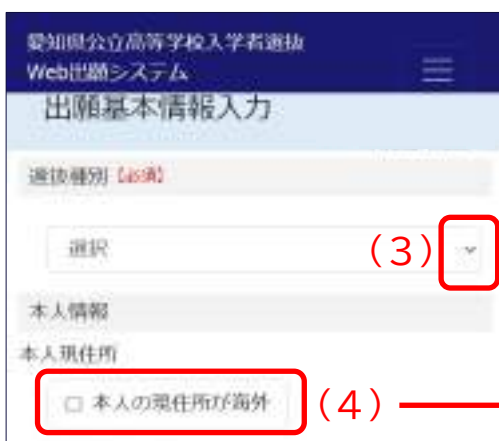 愛知県公立高等学校入学者選抜
Web出願システム
出願基本情報入力
選抜種別【必須】
選択
（3）
本人情報
本人現住所
本人の現住所が海外
（4）